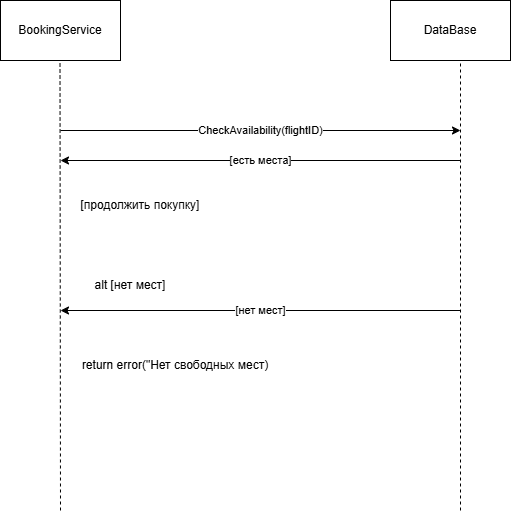 BookingService
DataBase
CheckAvailability(flightID)
[есть места]
[продолжить покупку]
alt [нет мест]
[нет мест]
return error("Нет свободных мест)